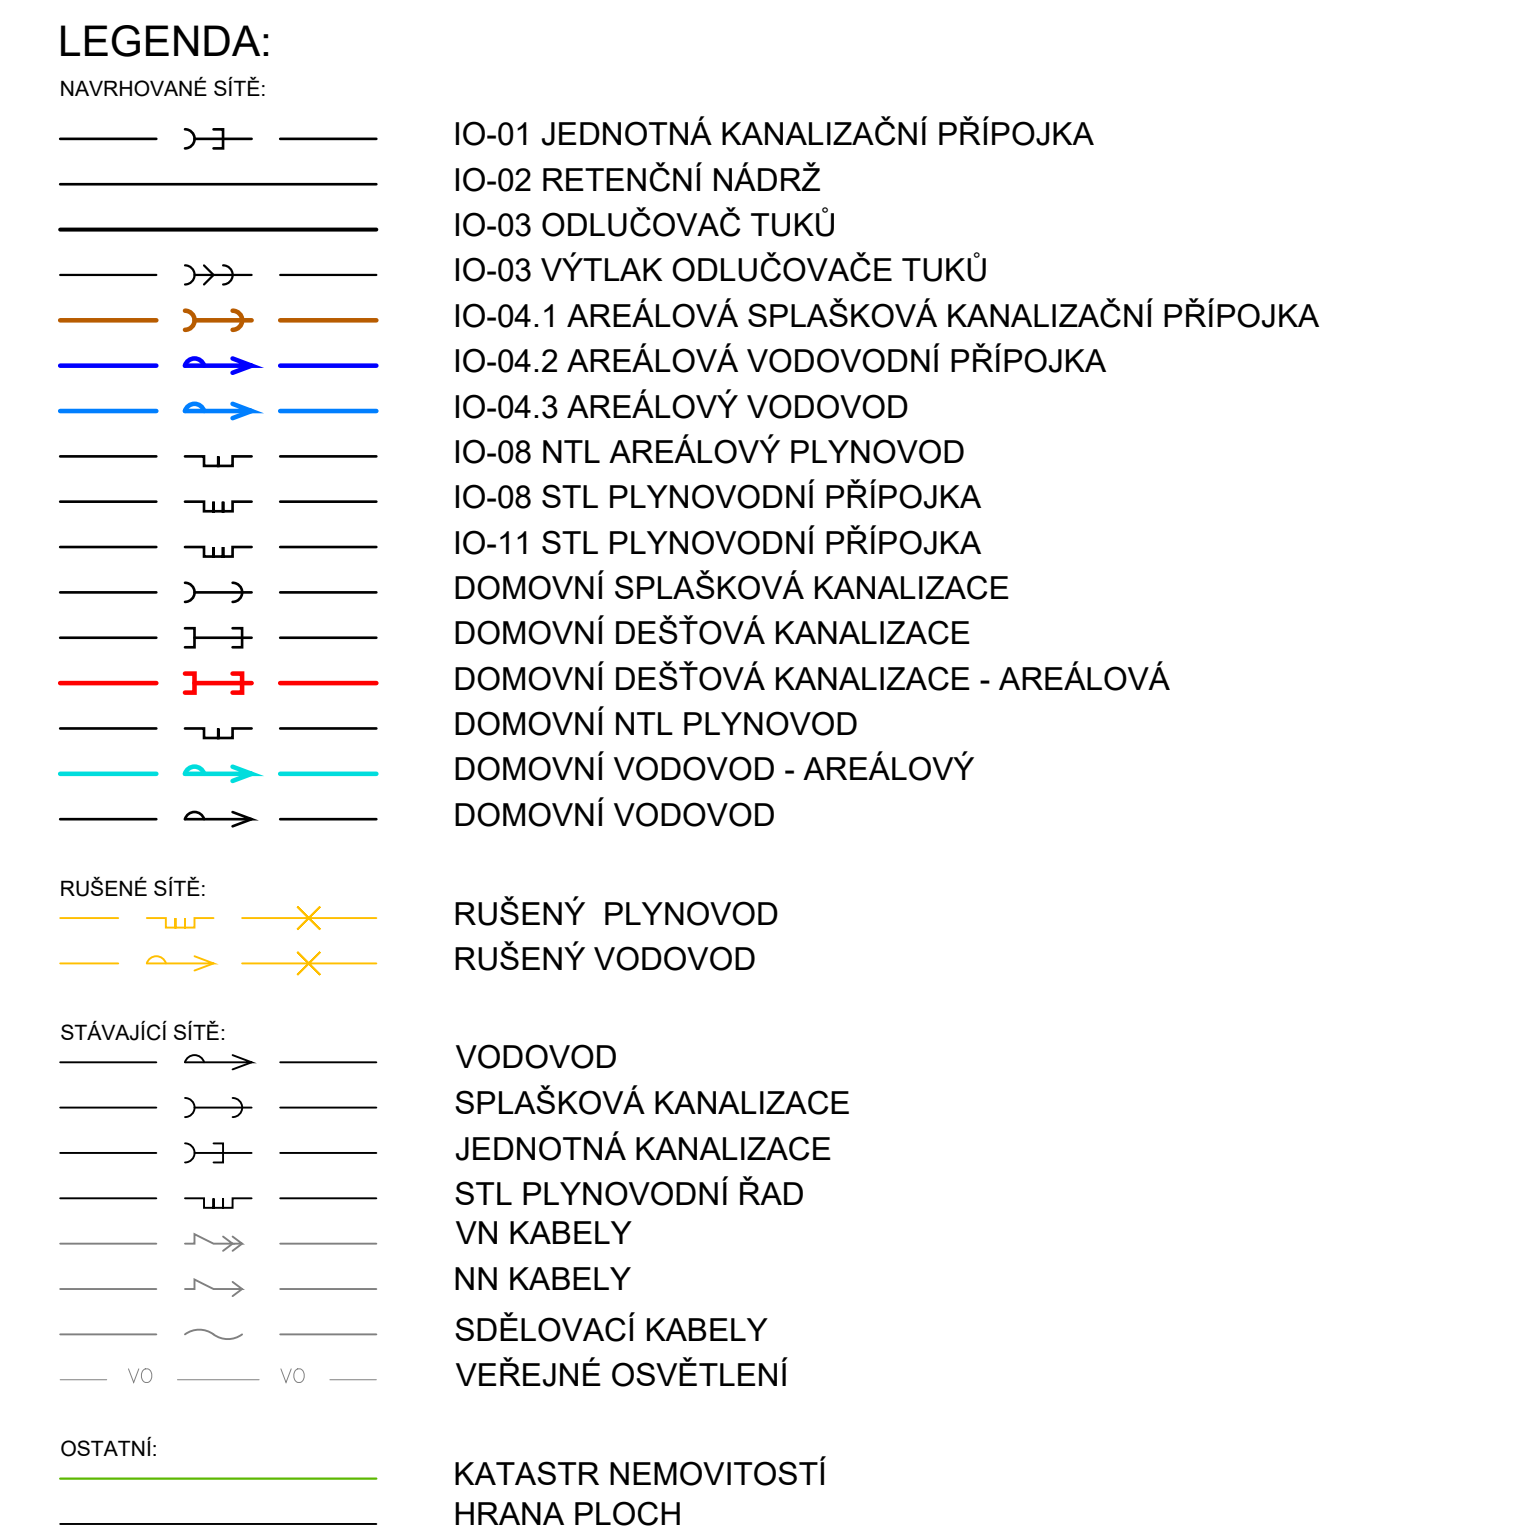 LEGENDA:
NAVRHOVANÉ SÍTĚ:
IO-01 JEDNOTNÁ KANALIZAČNÍ PŘÍPOJKA
IO-02 RETENČNÍ NÁDRŽ
IO-03 ODLUČOVAČ TUKŮ
IO-03 VÝTLAK ODLUČOVAČE TUKŮ
IO-04.1 AREÁLOVÁ SPLAŠKOVÁ KANALIZAČNÍ PŘÍPOJKA
IO-04.2 AREÁLOVÁ VODOVODNÍ PŘÍPOJKA
IO-04.3 AREÁLOVÝ VODOVOD
IO-08 NTL AREÁLOVÝ PLYNOVOD
IO-08 STL PLYNOVODNÍ PŘÍPOJKA
IO-11 STL PLYNOVODNÍ PŘÍPOJKA
DOMOVNÍ SPLAŠKOVÁ KANALIZACE
DOMOVNÍ DEŠŤOVÁ KANALIZACE
DOMOVNÍ DEŠŤOVÁ KANALIZACE - AREÁLOVÁ
DOMOVNÍ NTL PLYNOVOD
DOMOVNÍ VODOVOD - AREÁLOVÝ
DOMOVNÍ VODOVOD
RUŠENÉ SÍTĚ:
RUŠENÝ PLYNOVOD
RUŠENÝ VODOVOD
STÁVAJÍCÍ SÍTĚ:
VODOVOD
SPLAŠKOVÁ KANALIZACE
JEDNOTNÁ KANALIZACE
STL PLYNOVODNÍ ŘAD
VN KABELY
NN KABELY
SDĚLOVACÍ KABELY
VO VO VEŘEJNÉ OSVĚTLENÍ
OSTATNÍ:
KATASTR NEMOVITOSTÍ
HRANA PLOCH